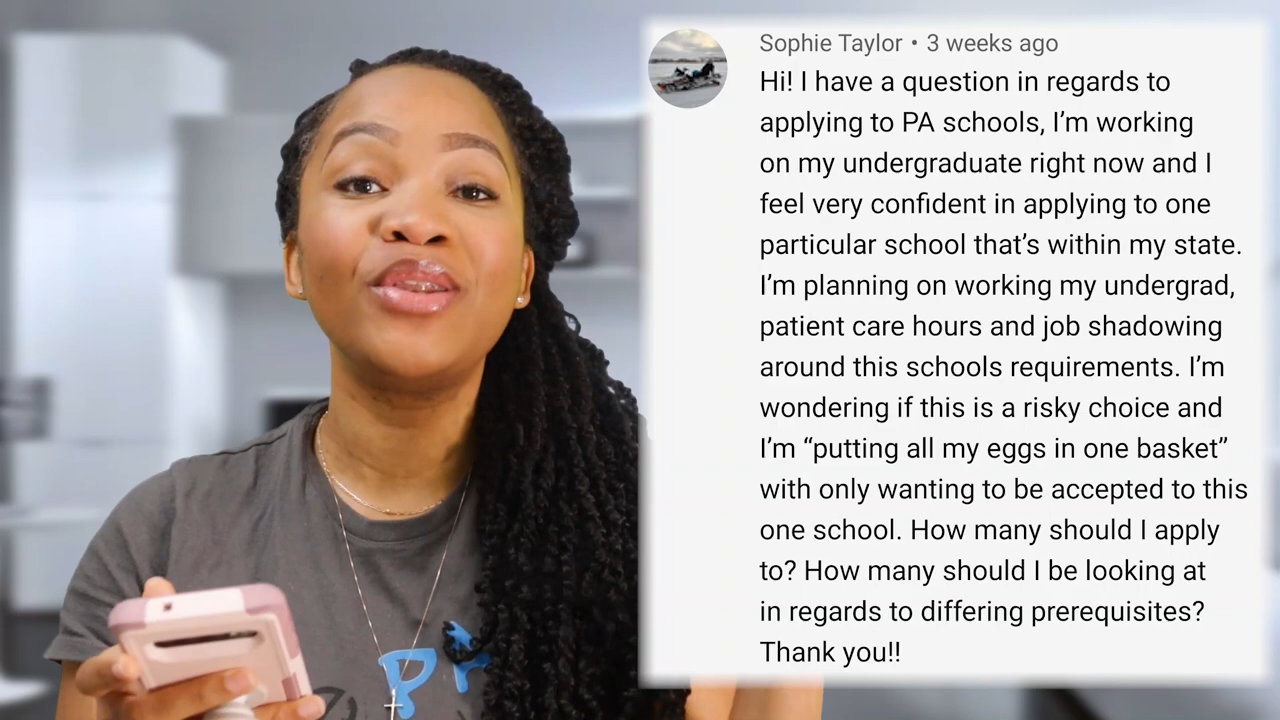 Sophie Taylor • 3 weeks ago
Hi! I have a question in regards to
applying to PA schools, I’m working
on my undergraduate right now and I
feel very confident in applying to one
particular school that’s within my state.
I’m planning on working my undergrad,
patient care hours and job shadowing
around this schools requirements. I’m
wondering if this is a risky choice and
I’m “putting all my eggs in one basket”
with only wanting to be accepted to this
one school. How many should I apply
to? How many should I be looking at
in regards to differing prerequisites?
Thank you!!